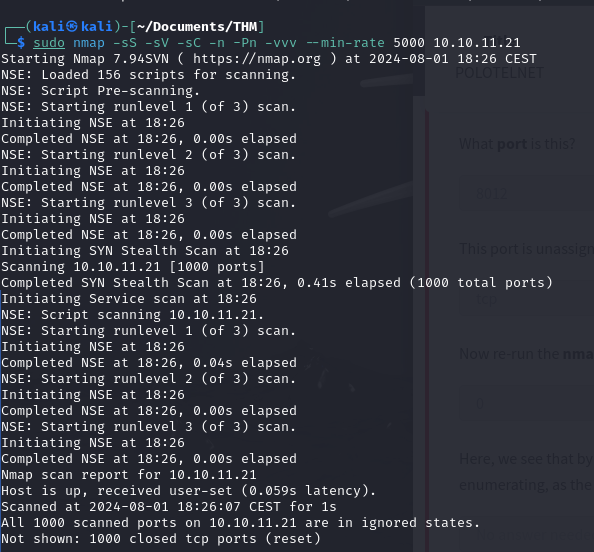 ┌──(kali㉿kali)-[~/Documents/THM]
└─$ sudo nmap -sS -sV -sC -n -Pn -vvv --min-rate 5000 10.10.11.21
Starting Nmap 7.94SVN ( https://nmap.org ) at 2024-08-01 18:26 CEST
NSE: Loaded 156 scripts for scanning.
NSE: Script Pre-scanning.
NSE: Starting runlevel 1 (of 3) scan.
Initiating NSE at 18:26
Completed NSE at 18:26, 0.00s elapsed
NSE: Starting runlevel 2 (of 3) scan.
Initiating NSE at 18:26
Completed NSE at 18:26, 0.00s elapsed
NSE: Starting runlevel 3 (of 3) scan.
Initiating NSE at 18:26
Completed NSE at 18:26, 0.00s elapsed
Initiating SYN Stealth Scan at 18:26
Scanning 10.10.11.21 [1000 ports]
Completed SYN Stealth Scan at 18:26, 0.41s elapsed (1000 total ports)
Initiating Service scan at 18:26
NSE: Script scanning 10.10.11.21.
NSE: Starting runlevel 1 (of 3) scan.
Initiating NSE at 18:26
Completed NSE at 18:26, 0.04s elapsed
NSE: Starting runlevel 2 (of 3) scan.
Initiating NSE at 18:26
Completed NSE at 18:26, 0.00s elapsed
NSE: Starting runlevel 3 (of 3) scan.
Initiating NSE at 18:26
Completed NSE at 18:26, 0.00s elapsed
Nmap scan report for 10.10.11.21
Host is up, received user-set (0.059s latency).
Scanned at 2024-08-01 18:26:07 CEST for 1s
All 1000 scanned ports on 10.10.11.21 are in ignored states.
Not shown: 1000 closed tcp ports (reset)
POLOTELNET
What port is this?
This port is unassign
Now re-run the nma
Here, we see that by
enumerating, as the